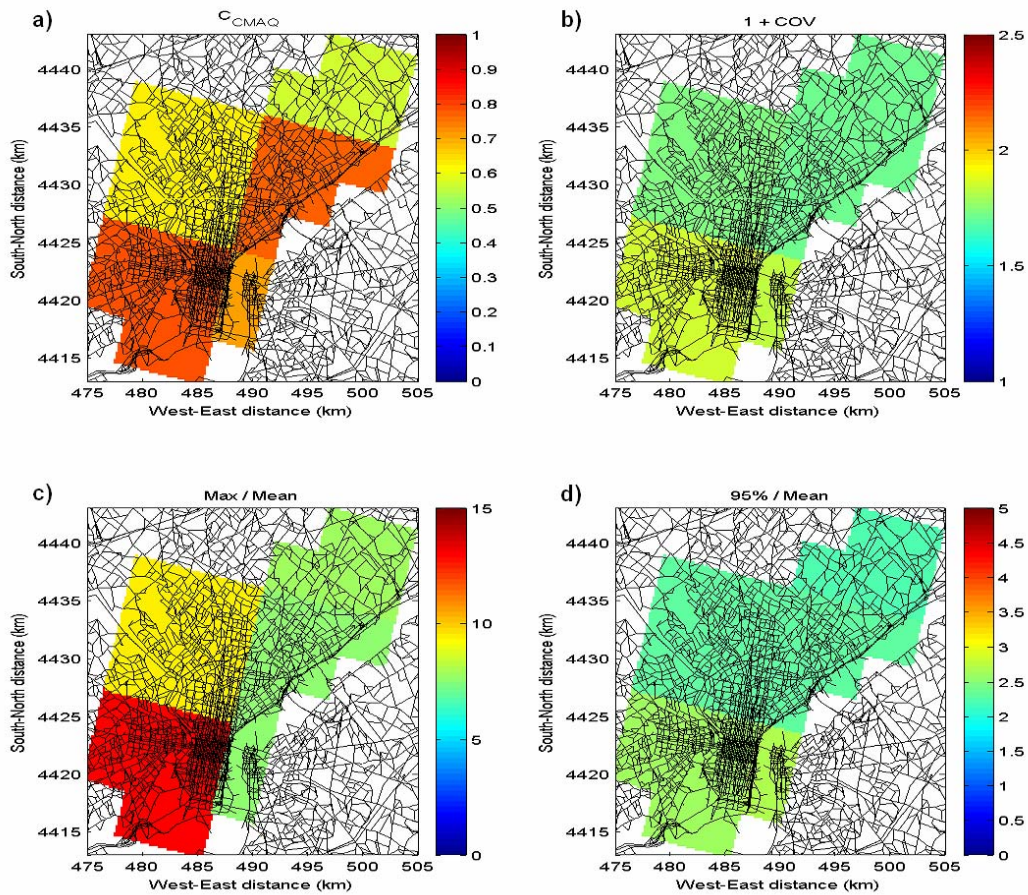 a)
C_CMAQ
4440
4435
4430
4425
4420
4415
South-North distance (km)
475 480 485 490 495 500 505
West-East distance (km)
1
0.9
0.8
0.7
0.6
0.5
0.4
0.3
0.2
0.1
0
b)
1 + COV
4440
4435
4430
4425
4420
4415
South-North distance (km)
475 480 485 490 495 500 505
West-East distance (km)
2.5
2
1.5
1
c)
Max / Mean
4440
4435
4430
4425
4420
4415
South-North distance (km)
475 480 485 490 495 500 505
West-East distance (km)
15
10
5
0
d)
95% / Mean
4440
4435
4430
4425
4420
4415
South-North distance (km)
475 480 485 490 495 500 505
West-East distance (km)
5
4.5
4
3.5
3
2.5
2
1.5
1
0.5
0